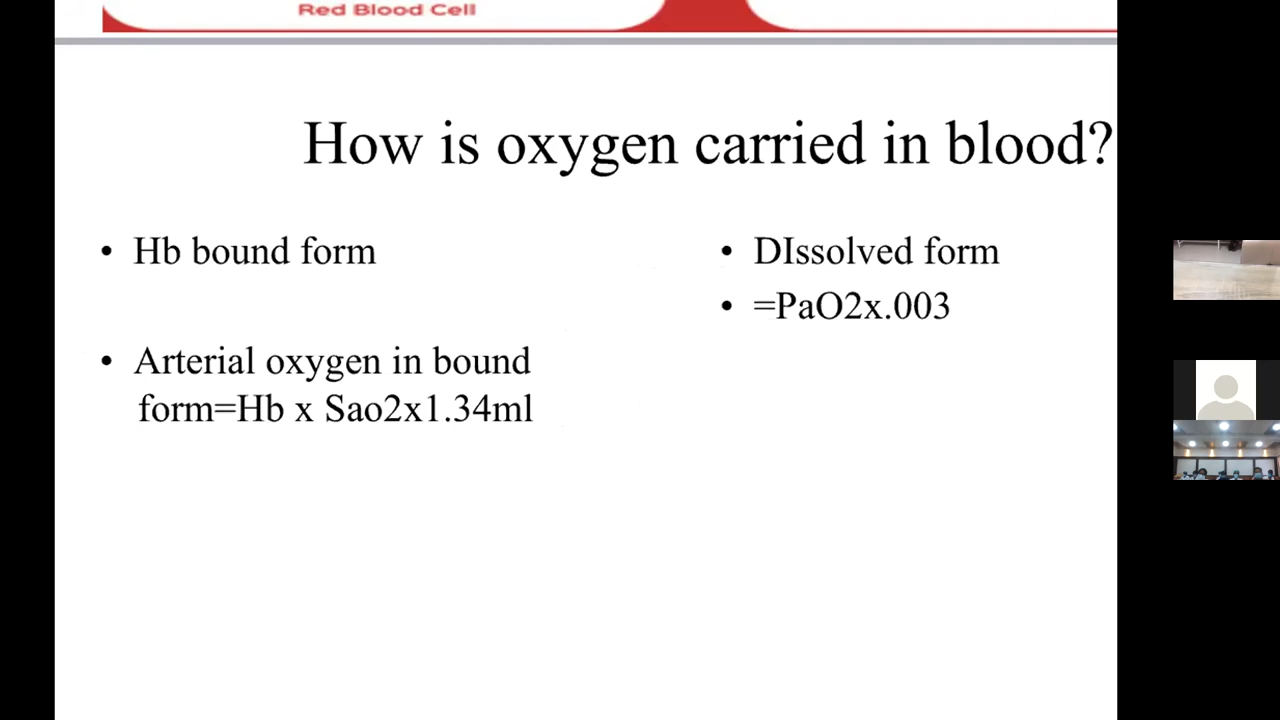 Red Blood Cell
How is oxygen carried in blood?
• Hb bound form
• Arterial oxygen in bound
form=Hb x Sao2x1.34ml
• DIssolved form
• =PaO2x.003